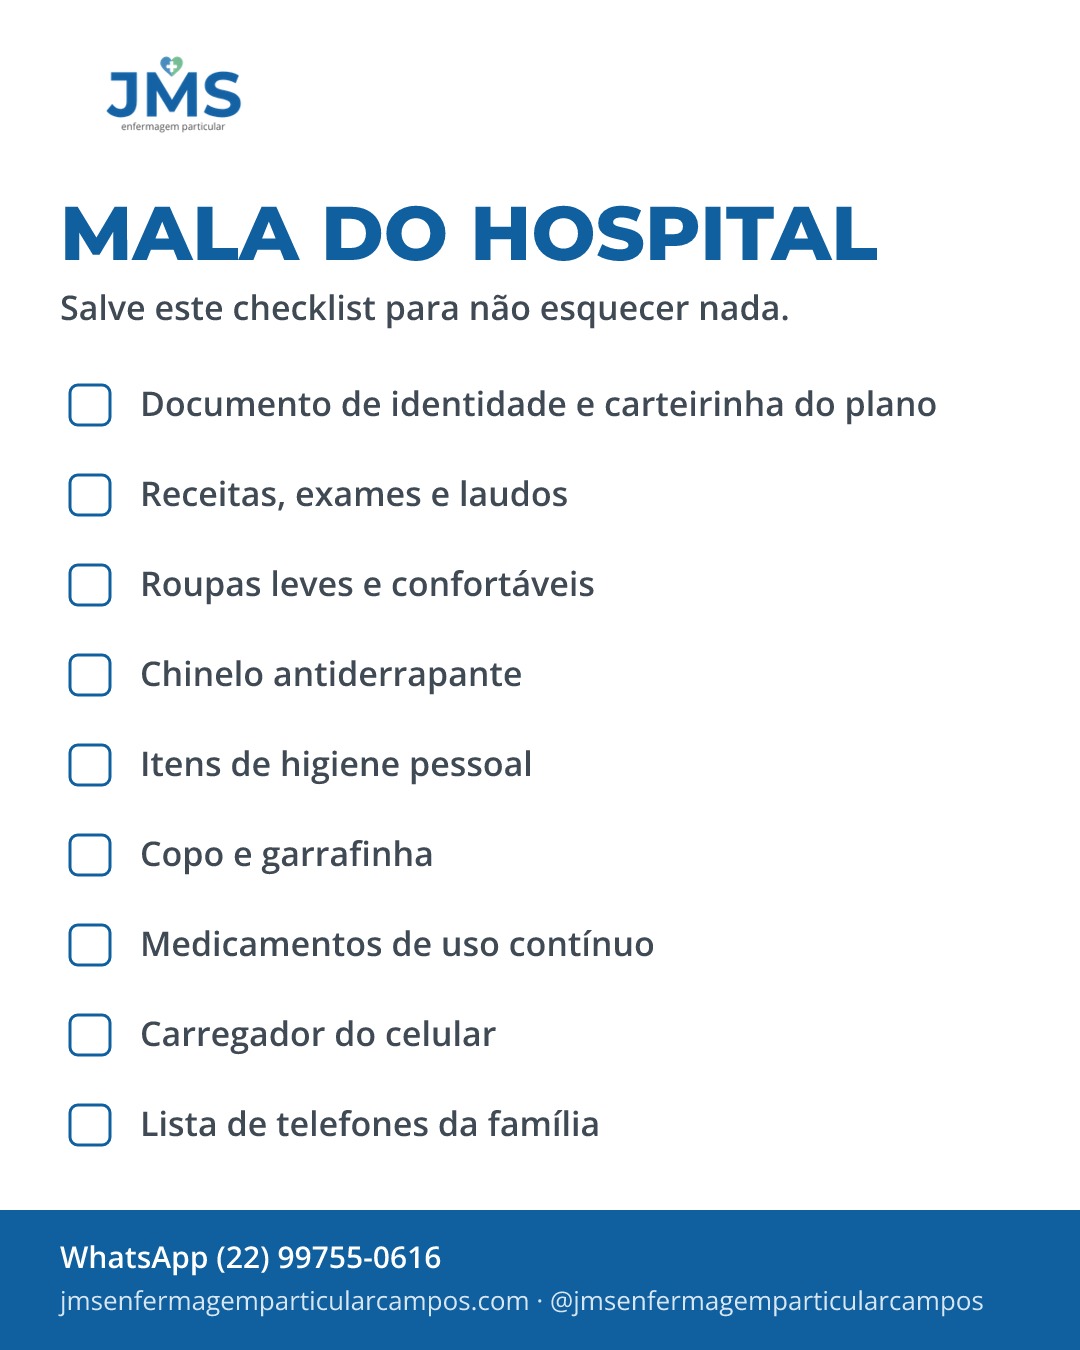 JMS
enfermagem particular
MALA DO HOSPITAL
Salve este checklist para não esquecer nada.
Documento de identidade e carteirinha do plano
Receitas, exames e laudos
Roupas leves e confortáveis
Chinelo antiderrapante
Itens de higiene pessoal
Copo e garrafinha
Medicamentos de uso contínuo
Carregador do celular
Lista de telefones da família
WhatsApp (22) 99755-0616
jmsenfermagemparticularcampos.com · @jmsenfermagemparticularcampos